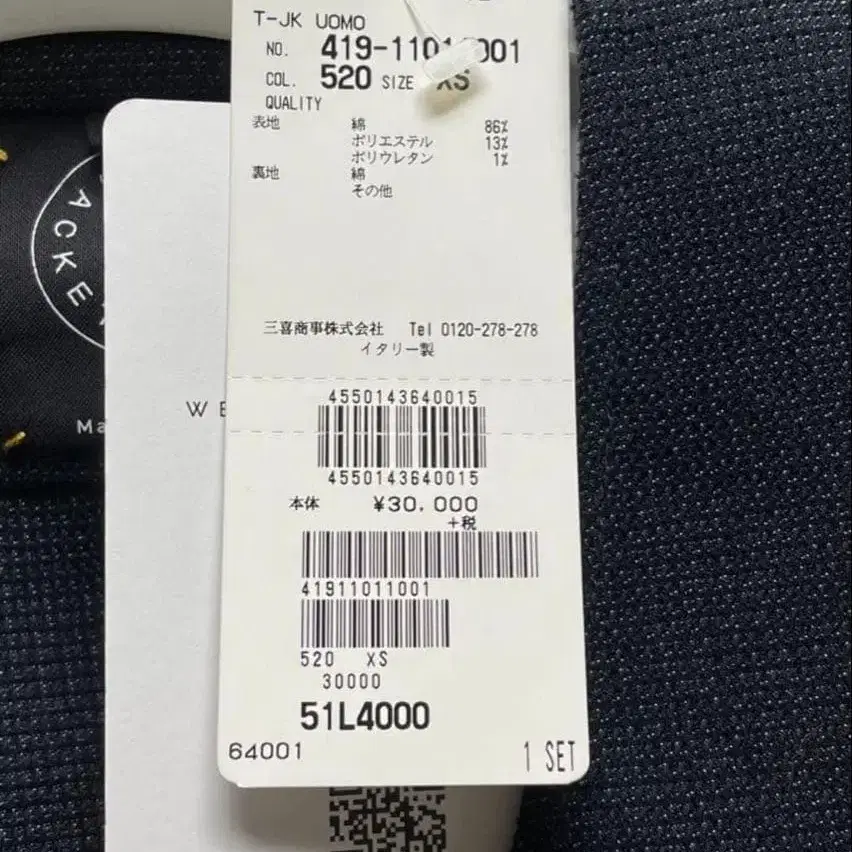 T-JK UOMO
NO. 419-11011001
COL. 520 SIZE XS
QUALITY
表地 綿 86%
ポリエステル 13%
ポリウレタン 1%
裏地 綿
その他
三喜商事株式会社 Tel 0120-278-278
イタリー製
4550143640015
4550143640015
本体 ¥30,000
+税
41911011001
520 XS
30000
51L4000
64001 1 SET
ACKE
WE
Ma